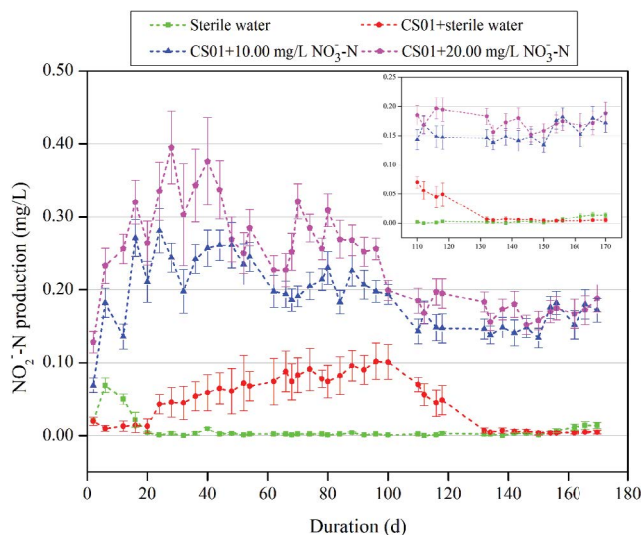 Sterile water CS01+sterile water
CS01+10.00 mg/L NO₃⁻-N CS01+20.00 mg/L NO₃⁻-N
NO₂⁻-N production (mg/L)
0.50
0.40
0.30
0.20
0.10
0.00
0.25
0.20
0.15
0.10
0.05
0.00
110 120 130 140 150 160 170
0 20 40 60 80 100 120 140 160 180
Duration (d)